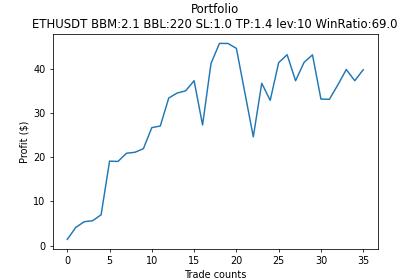 Portfolio
ETHUSDT BBM:2.1 BBL:220 SL:1.0 TP:1.4 lev:10 WinRatio:69.0
Profit ($)
40
30
20
10
0
0 5 10 15 20 25 30 35
Trade counts